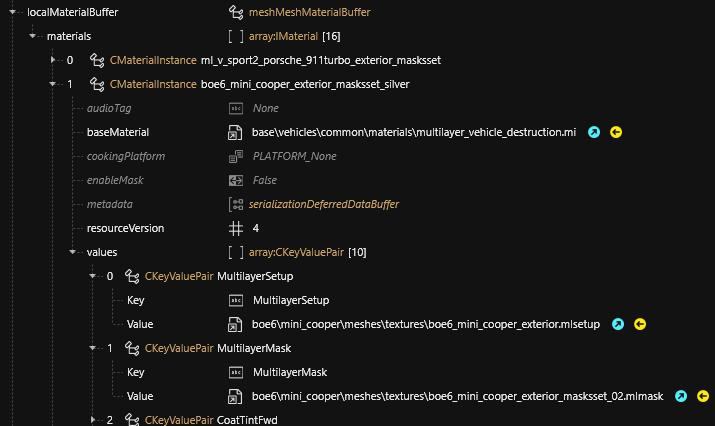 localMaterialBuffer meshMeshMaterialBuffer
materials [ ] array:IMaterial [16]
0 CMaterialInstance ml_v_sport2_porsche_911turbo_exterior_masksset
1 CMaterialInstance boe6_mini_cooper_exterior_masksset_silver
audioTag abc None
baseMaterial base\vehicles\common\materials\multilayer_vehicle_destruction.mi
cookingPlatform PLATFORM_None
enableMask False
metadata serializationDeferredDataBuffer
resourceVersion 4
values [ ] array:CKeyValuePair [10]
0 CKeyValuePair MultilayerSetup
Key abc MultilayerSetup
Value boe6\mini_cooper\meshes\textures\boe6_mini_cooper_exterior.mlsetup
1 CKeyValuePair MultilayerMask
Key abc MultilayerMask
Value boe6\mini_cooper\meshes\textures\boe6_mini_cooper_exterior_masksset_02.mlmask
2 CKeyValuePair CoatTintFwd